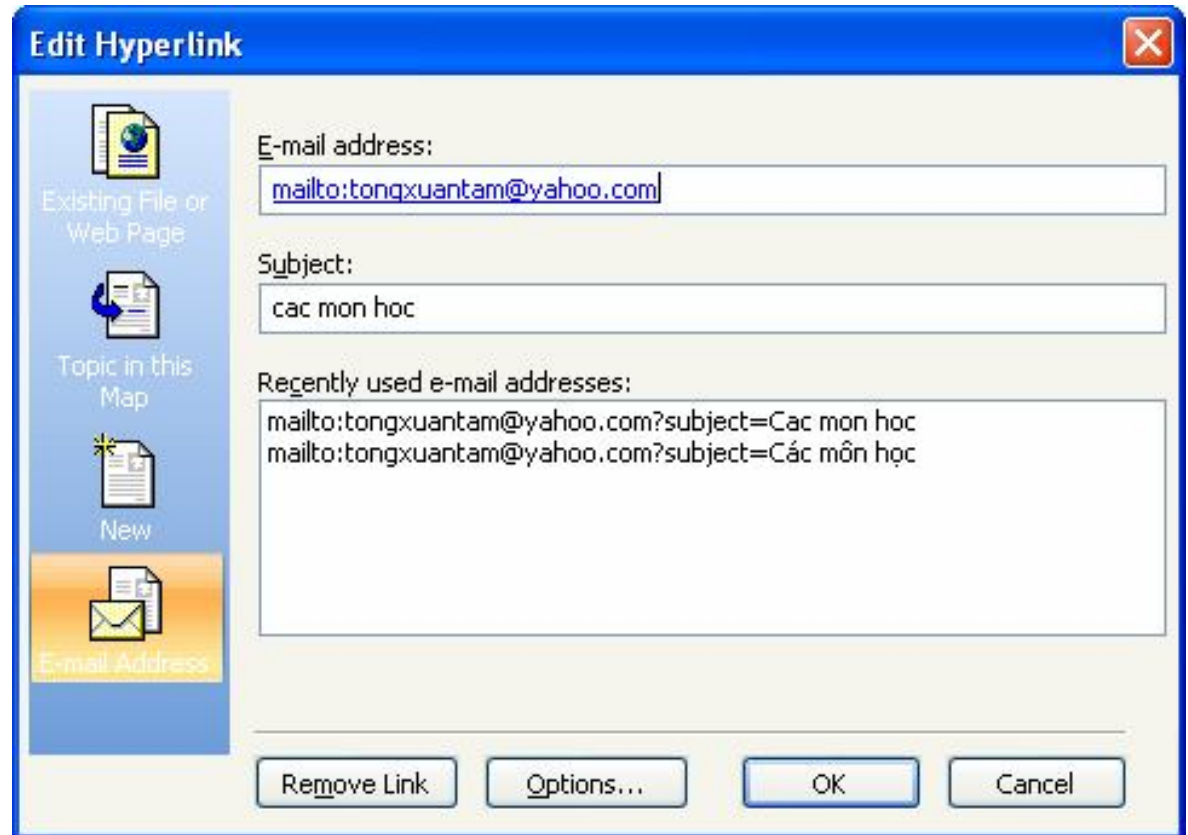 Edit Hyperlink
Existing File or
Web Page
Topic in this
Map
New
E-mail Address
E-mail address:
mailto:tongxuantam@yahoo.com
Subject:
cac mon hoc
Recently used e-mail addresses:
mailto:tongxuantam@yahoo.com?subject=Cac mon hoc
mailto:tongxuantam@yahoo.com?subject=Các môn học
Remove Link
Options...
OK
Cancel